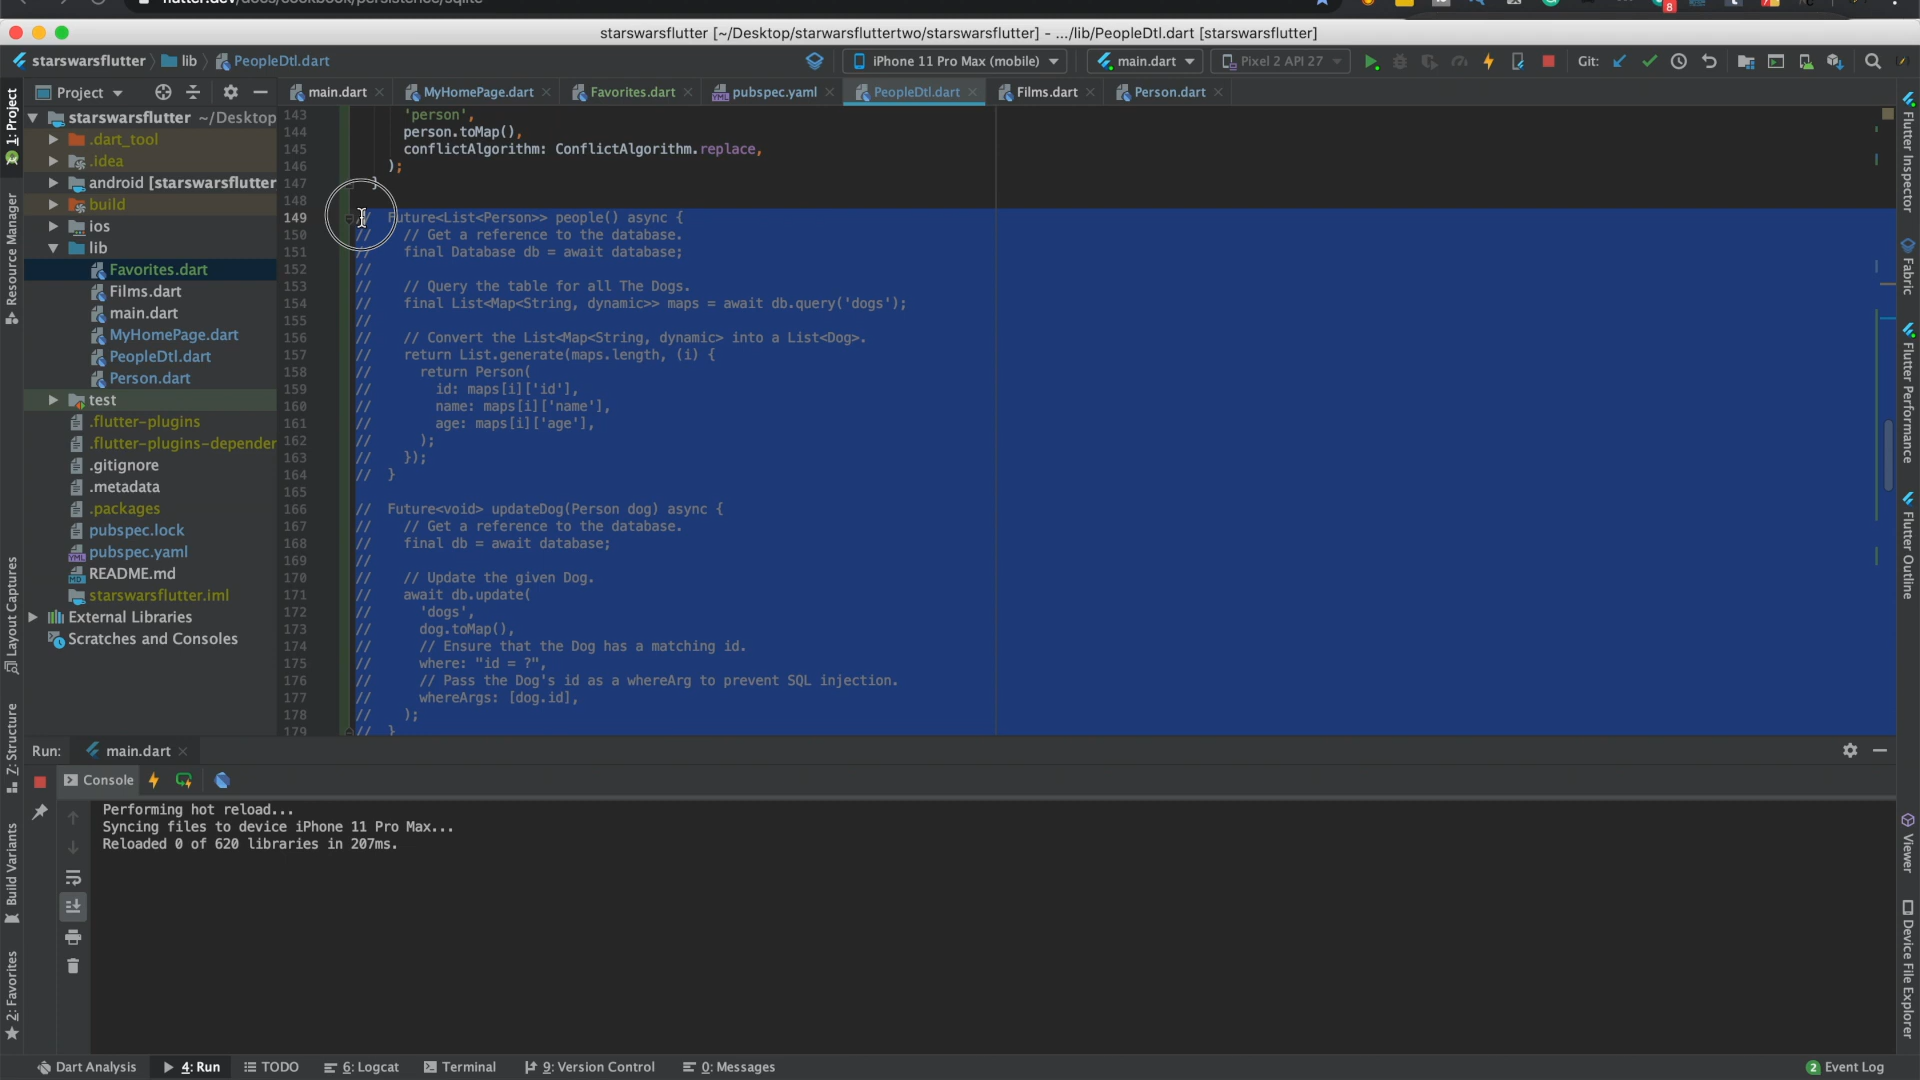 flutter.dev/docs/cookbook/persistence/sqlite
8
starswarsflutter [~/Desktop/starwarsfluttertwo/starswarsflutter] - .../lib/PeopleDtl.dart [starswarsflutter]
starswarsflutter lib PeopleDtl.dart iPhone 11 Pro Max (mobile) main.dart Pixel 2 API 27 Git:
Project main.dart MyHomePage.dart Favorites.dart pubspec.yaml PeopleDtl.dart Films.dart Person.dart
starswarsflutter ~/Desktop
.dart_tool
.idea
android [starswarsflutter
build
ios
lib
Favorites.dart
Films.dart
main.dart
MyHomePage.dart
PeopleDtl.dart
Person.dart
test
.flutter-plugins
.flutter-plugins-depender
.gitignore
.metadata
.packages
pubspec.lock
pubspec.yaml
README.md
starswarsflutter.iml
External Libraries
Scratches and Consoles
1: Project
Resource Manager
Layout Captures
Z: Structure
Build Variants
2: Favorites
143 'person',
144 person.toMap(),
145 conflictAlgorithm: ConflictAlgorithm.replace,
146 );
147 }
148
149 // Future<List<Person>> people() async {
150 // // Get a reference to the database.
151 // final Database db = await database;
152 //
153 // // Query the table for all The Dogs.
154 // final List<Map<String, dynamic>> maps = await db.query('dogs');
155 //
156 // // Convert the List<Map<String, dynamic> into a List<Dog>.
157 // return List.generate(maps.length, (i) {
158 // return Person(
159 // id: maps[i]['id'],
160 // name: maps[i]['name'],
161 // age: maps[i]['age'],
162 // );
163 // });
164 // }
165
166 // Future<void> updateDog(Person dog) async {
167 // // Get a reference to the database.
168 // final db = await database;
169 //
170 // // Update the given Dog.
171 // await db.update(
172 // 'dogs',
173 // dog.toMap(),
174 // // Ensure that the Dog has a matching id.
175 // where: "id = ?",
176 // // Pass the Dog's id as a whereArg to prevent SQL injection.
177 // whereArgs: [dog.id],
178 // );
179 // }
Flutter Inspector
Fabric
Flutter Performance
Flutter Outline
Viewer
Device File Explorer
Run: main.dart
Console
Performing hot reload...
Syncing files to device iPhone 11 Pro Max...
Reloaded 0 of 620 libraries in 207ms.
Dart Analysis 4: Run TODO 6: Logcat Terminal 9: Version Control 0: Messages 2 Event Log